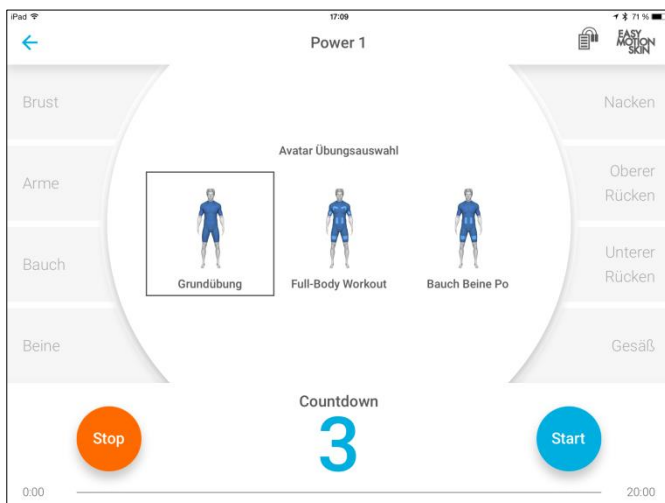 iPad 17:09 71 %
Power 1
EASY
MOTION
SKIN
Brust
Nacken
Avatar Übungsauswahl
Arme
Oberer
Rücken
Bauch
Unterer
Rücken
Grundübung Full-Body Workout Bauch Beine Po
Beine
Gesäß
Countdown
3
Stop
Start
0:00 20:00